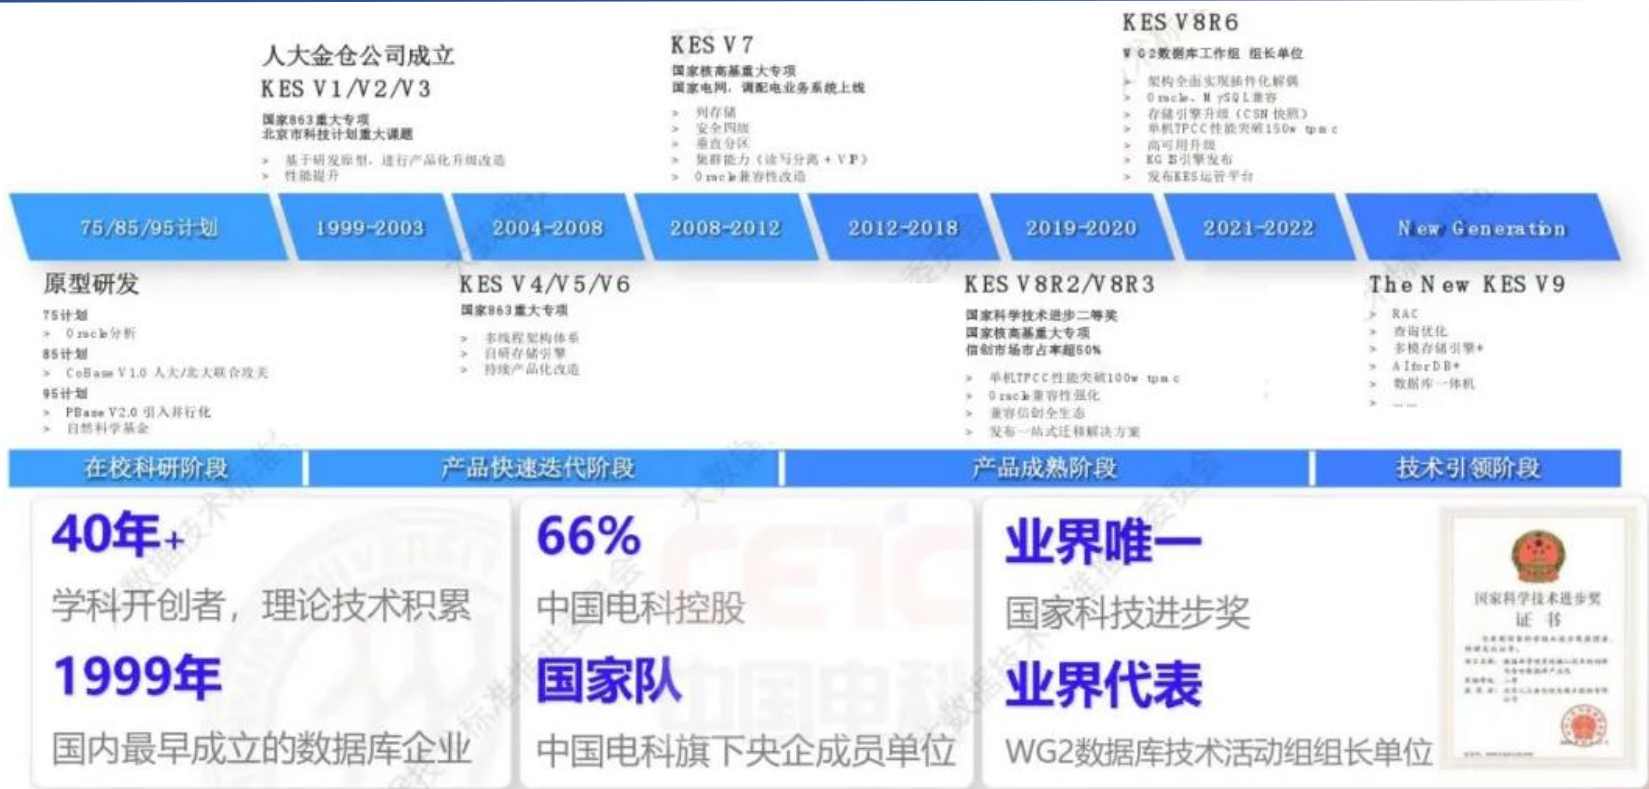 人大金仓公司成立
KES V1/V2/V3
国家863重大专项
北京市科技计划重大课题
> 基于研发原型，进行产品化升级改造
> 性能提升
KES V7
国家核高基重大专项
国家电网，调配电业务系统上线
> 列存储
> 安全四级
> 垂直分区
> 集群能力（读写分离 + VIP）
> Oracle兼容性改造
KES V8R6
WG2数据库工作组 组长单位
> 架构全面实现插件化解偶
> Oracle、MySQL兼容
> 存储引擎升级（CSN 快照）
> 单机TPCC性能突破150w tpmc
> 高可用升级
> KGIS引擎发布
> 发布KES运管平台
75/85/95计划
1999-2003
2004-2008
2008-2012
2012-2018
2019-2020
2021-2022
New Generation
原型研发
75计划
> Oracle分析
85计划
> CoBase V1.0 人大/北大联合攻关
95计划
> PBase V2.0 引入并行化
> 自然科学基金
KES V4/V5/V6
国家863重大专项
> 多线程架构体系
> 自研存储引擎
> 持续产品化改造
KES V8R2/V8R3
国家科学技术进步二等奖
国家核高基重大专项
信创市场市占率超50%
> 单机TPCC性能突破100w tpmc
> Oracle兼容性强化
> 兼容信创全生态
> 发布一站式迁移解决方案
The New KES V9
> RAC
> 查询优化
> 多模存储引擎*
> AIforDB*
> 数据库一体机
> ……
在校科研阶段
产品快速迭代阶段
产品成熟阶段
技术引领阶段
40年+
学科开创者，理论技术积累
1999年
国内最早成立的数据库企业
66%
中国电科控股
国家队
中国电科旗下央企成员单位
业界唯一
国家科技进步奖
业界代表
WG2数据库技术活动组组长单位
国家科学技术进步奖
证书
CETC
中国电科